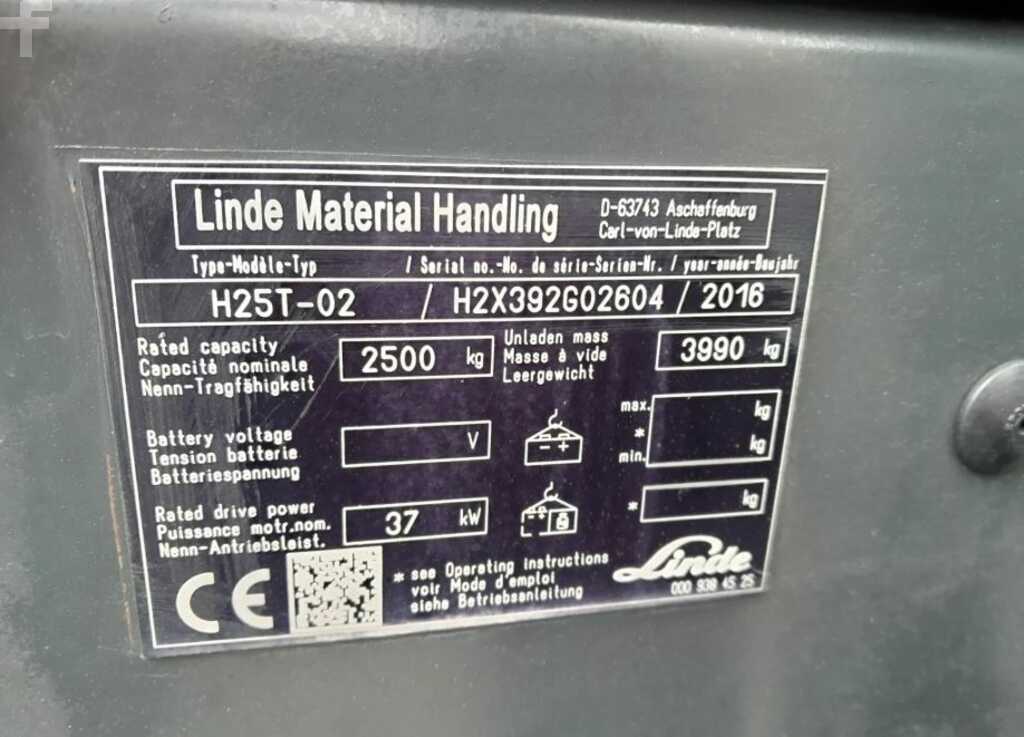 Linde Material Handling D-63743 Aschaffenburg
Carl-von-Linde-Platz
Type-Modèle-Typ / Serial no.-No. de série-Serien-Nr. / year-année-Baujahr
H25T-02 / H2X392G02604 / 2016
Rated capacity
Capacité nominale 2500 kg
Nenn-Tragfähigkeit
Unladen mass
Masse à vide 3990 kg
Leergewicht
Battery voltage
Tension batterie V
Batteriespannung
max. kg
* kg
min.
Rated drive power
Puissance motr.nom. 37 kW
Nenn-Antriebsleist.
* kg
CE
* see Operating instructions
voir Mode d'emploi
siehe Betriebsanleitung
Linde
000 938 45 25